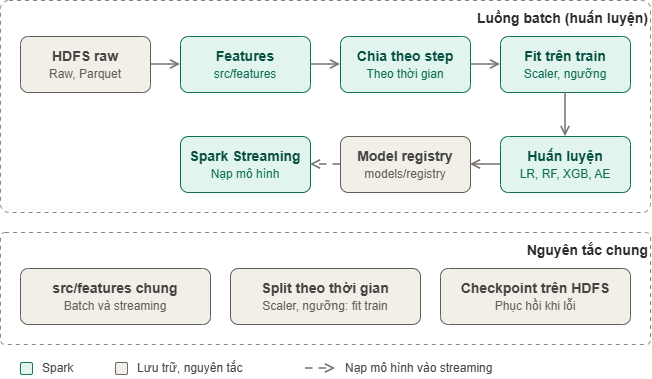 Luồng batch (huấn luyện)
HDFS raw
Raw, Parquet
Features
src/features
Chia theo step
Theo thời gian
Fit trên train
Scaler, ngưỡng
Spark Streaming
Nạp mô hình
Model registry
models/registry
Huấn luyện
LR, RF, XGB, AE
Nguyên tắc chung
src/features chung
Batch và streaming
Split theo thời gian
Scaler, ngưỡng: fit train
Checkpoint trên HDFS
Phục hồi khi lỗi
Spark
Lưu trữ, nguyên tắc
Nạp mô hình vào streaming